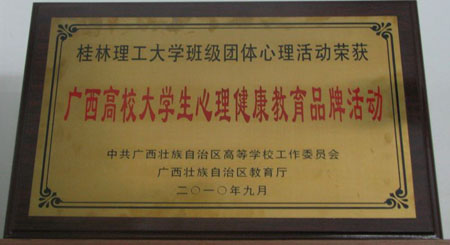 桂林理工大学班级团体心理活动荣获
广西高校大学生心理健康教育品牌活动
中共广西壮族自治区高等学校工作委员会
广西壮族自治区教育厅
二〇一〇年九月